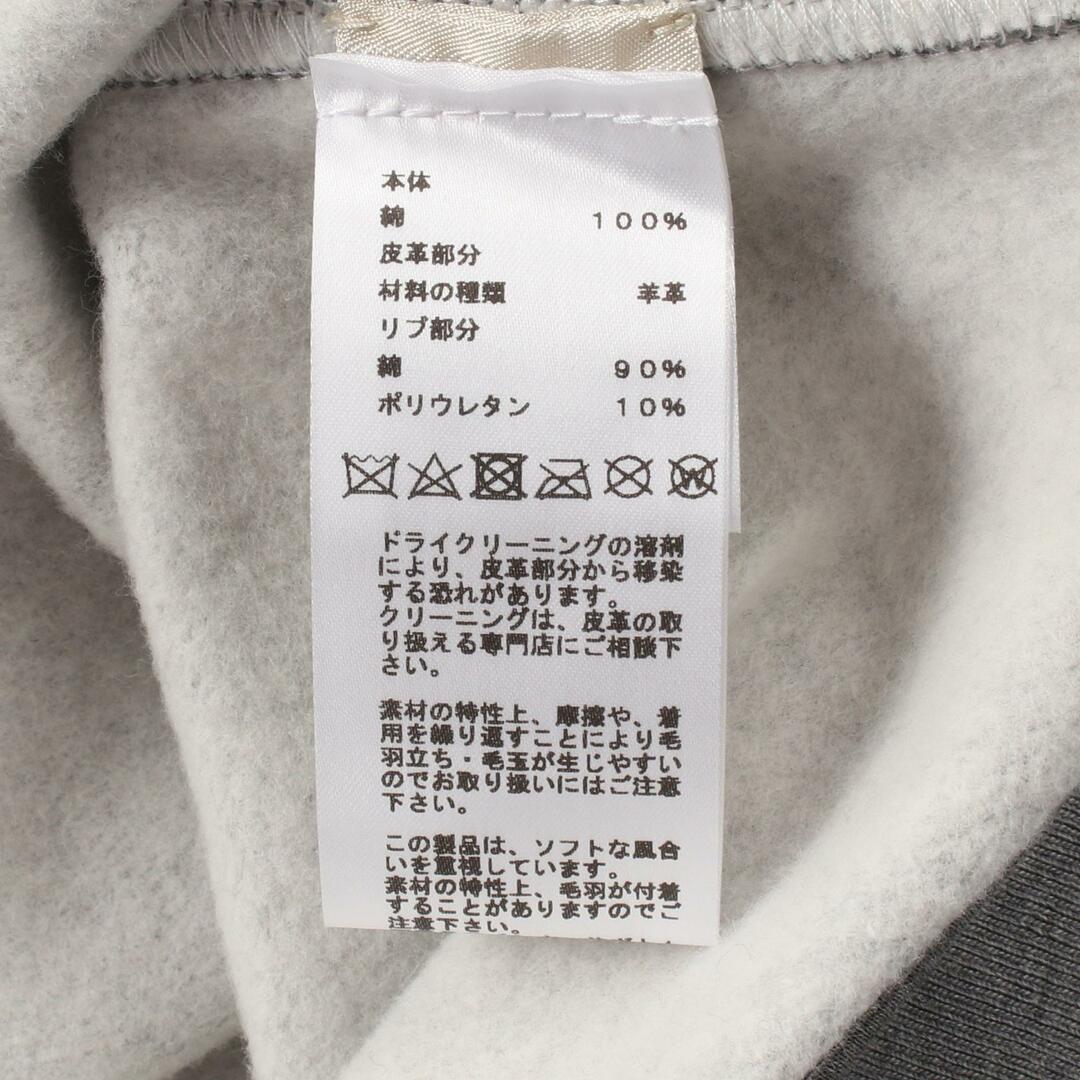 本体
綿 100%
皮革部分
材料の種類 羊革
リブ部分
綿 90%
ポリウレタン 10%
W
ドライクリーニングの溶剤
により、皮革部分から移染
する恐れがあります。
クリーニングは、皮革の取
り扱える専門店にご相談下
さい。
素材の特性上、摩擦や、着
用を繰り返すことにより毛
羽立ち・毛玉が生じやすい
のでお取り扱いにはご注意
下さい。
この製品は、ソフトな風合
いを重視しています。
素材の特性上、毛羽が付着
することがありますのでご
注意下さい。